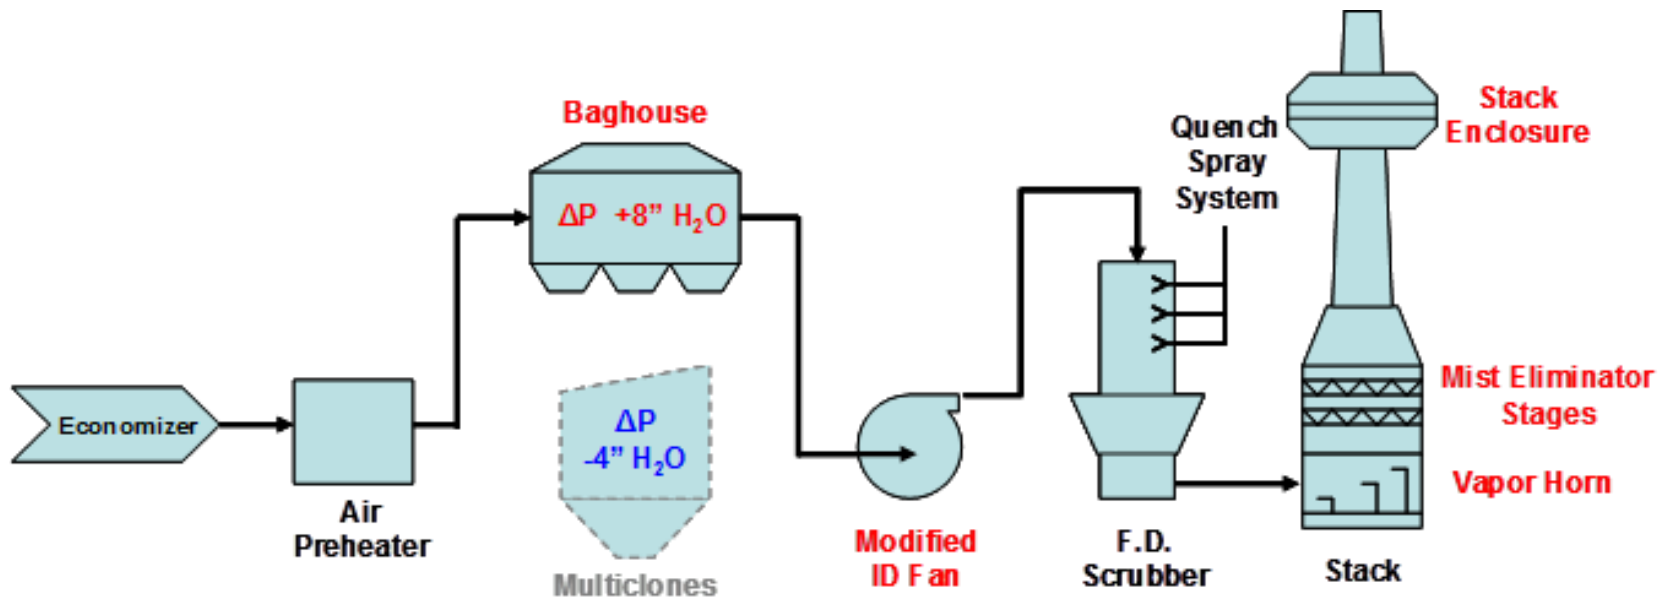 Economizer
Air
Preheater
Baghouse
ΔP +8” H₂O
ΔP
-4” H₂O
Multiclones
Modified
ID Fan
Quench
Spray
System
F.D.
Scrubber
Stack
Enclosure
Mist Eliminator
Stages
Vapor Horn
Stack